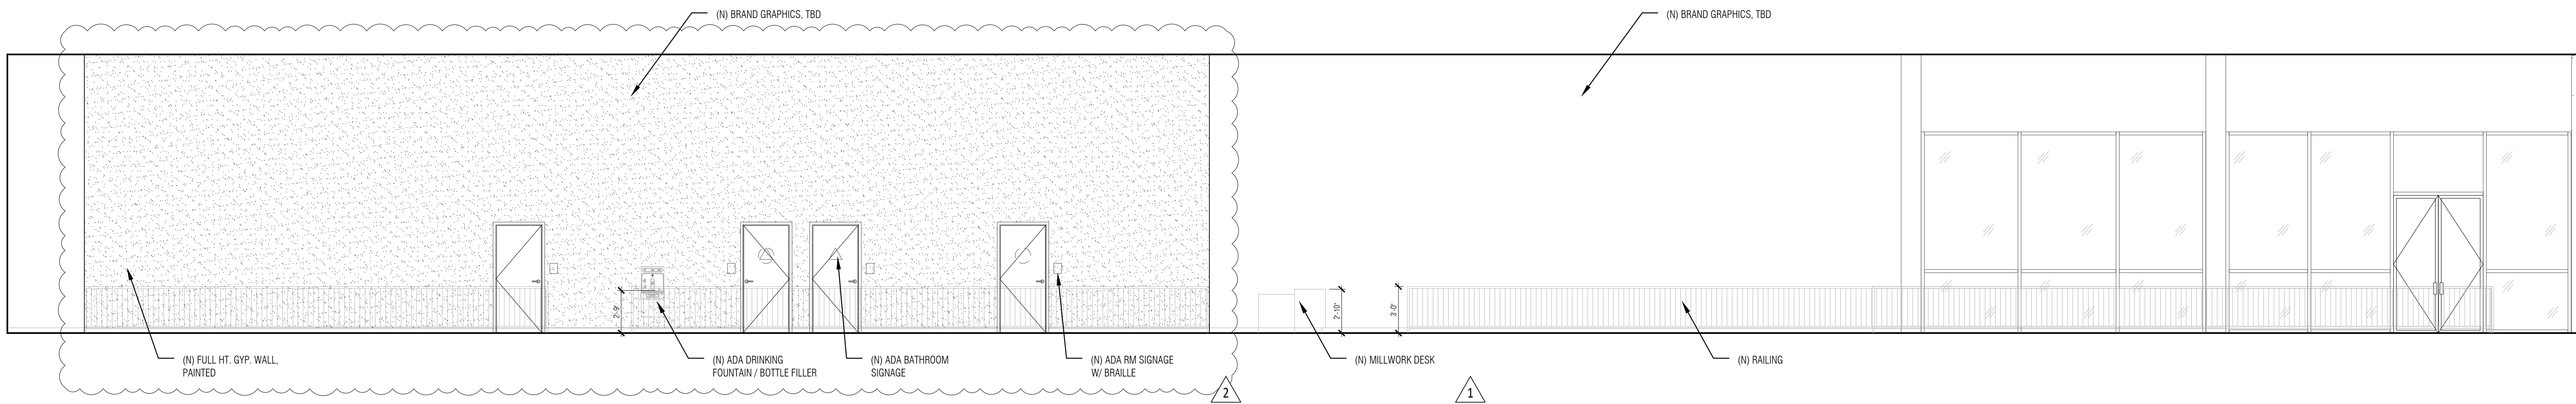 (N) BRAND GRAPHICS, TBD
(N) BRAND GRAPHICS, TBD
2'-9"
2'-10"
3'-0"
(N) FULL HT. GYP. WALL,
PAINTED
(N) ADA DRINKING
FOUNTAIN / BOTTLE FILLER
(N) ADA BATHROOM
SIGNAGE
(N) ADA RM SIGNAGE
W/ BRAILLE
(N) MILLWORK DESK
(N) RAILING
2
1